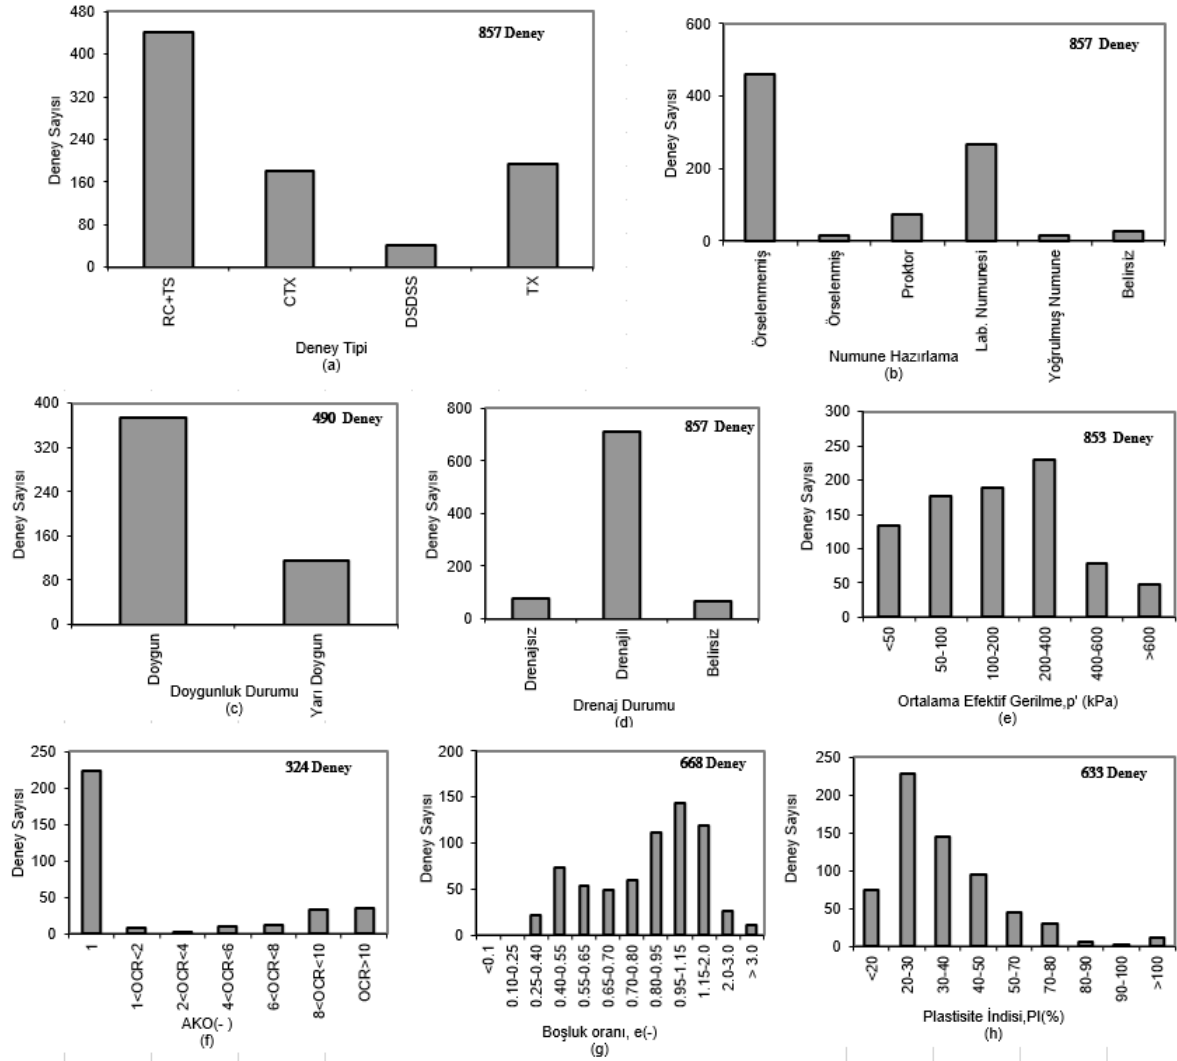 857 Deney
Deney Sayısı
480
400
320
240
160
80
0
RC+TS
CTX
DSDSS
TX
Deney Tipi
(a)
857 Deney
Deney Sayısı
600
400
200
0
Örselenmemiş
Örselenmiş
Proktor
Lab. Numunesi
Yoğrulmuş Numune
Belirsiz
Numune Hazırlama
(b)
490 Deney
Deney Sayısı
400
320
240
160
80
0
Doygun
Yarı Doygun
Doygunluk Durumu
(c)
857 Deney
Deney Sayısı
800
600
400
200
0
Drenajsız
Drenajlı
Belirsiz
Drenaj Durumu
(d)
853 Deney
Deney Sayısı
300
250
200
150
100
50
0
<50
50-100
100-200
200-400
400-600
>600
Ortalama Efektif Gerilme,p' (kPa)
(e)
324 Deney
Deney Sayısı
250
200
150
100
50
0
1
1<OCR<2
2<OCR<4
4<OCR<6
6<OCR<8
8<OCR<10
OCR>10
AKO(- )
(f)
668 Deney
Deney Sayısı
200
150
100
50
0
<0.1
0.10-0.25
0.25-0.40
0.40-0.55
0.55-0.65
0.65-0.70
0.70-0.80
0.80-0.95
0.95-1.15
1.15-2.0
2.0-3.0
> 3.0
Boşluk oranı, e(-)
(g)
633 Deney
Deney Sayısı
250
200
150
100
50
0
<20
20-30
30-40
40-50
50-70
70-80
80-90
90-100
>100
Plastisite İndisi,PI(%)
(h)